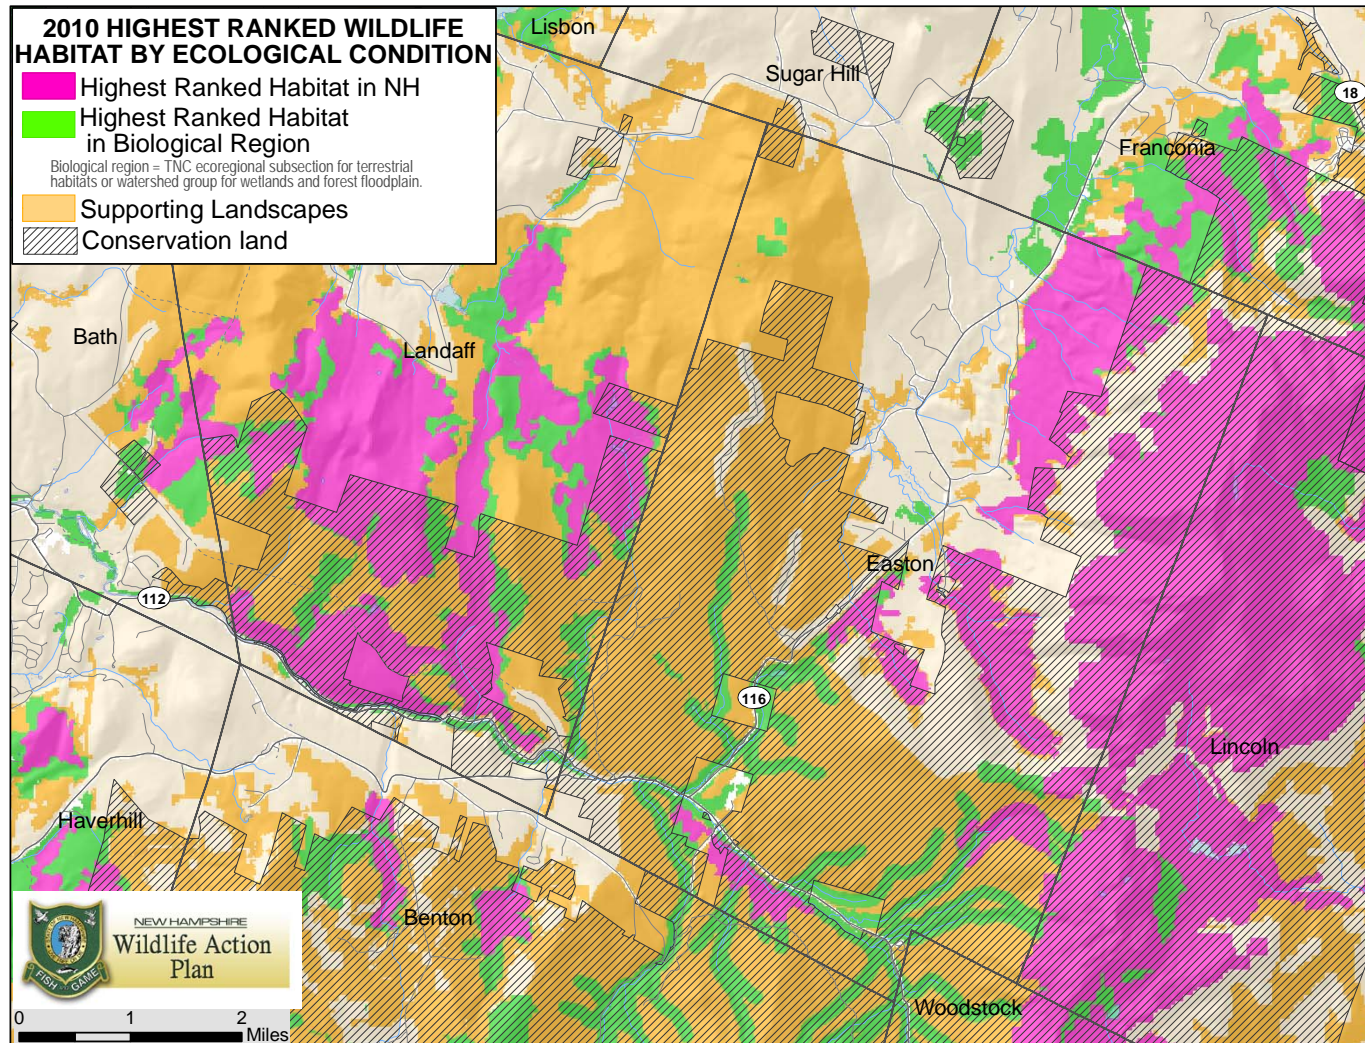 2010 HIGHEST RANKED WILDLIFE
HABITAT BY ECOLOGICAL CONDITION
Highest Ranked Habitat in NH
Highest Ranked Habitat
in Biological Region
Biological region = TNC ecoregional subsection for terrestrial
habitats or watershed group for wetlands and forest floodplain.
Supporting Landscapes
Conservation land
Lisbon
Sugar Hill
18
Franconia
Bath
Landaff
Easton
112
116
Lincoln
Haverhill
Benton
Woodstock
NEW HAMPSHIRE
Wildlife Action
Plan
FISH AND GAME
0 1 2
Miles